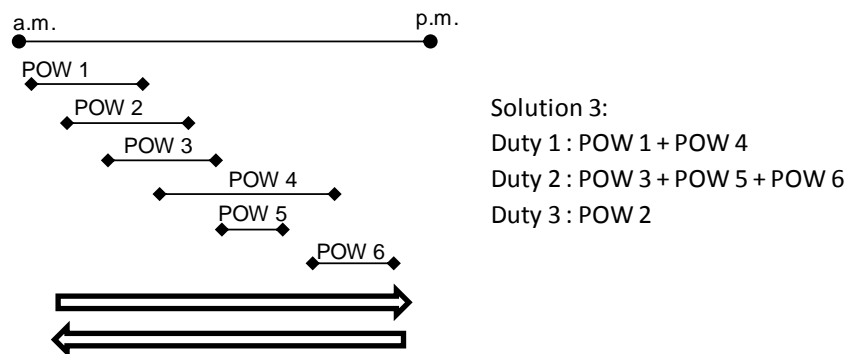 a.m.
p.m.
POW 1
POW 2
POW 3
POW 4
POW 5
POW 6
Solution 3:
Duty 1 : POW 1 + POW 4
Duty 2 : POW 3 + POW 5 + POW 6
Duty 3 : POW 2